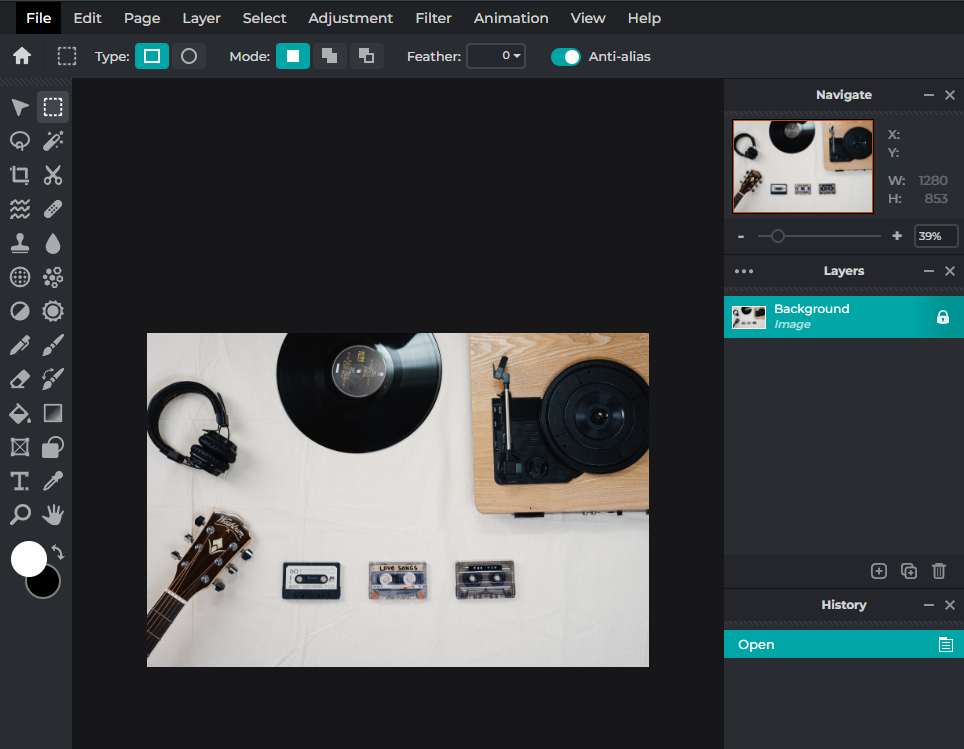 File Edit Page Layer Select Adjustment Filter Animation View Help
Type: Mode: Feather: 0 Anti-alias
Navigate
X:
Y:
W: 1280
H: 853
- + 39%
Layers
Background
Image
LOVE SONGS
T.
History
Open